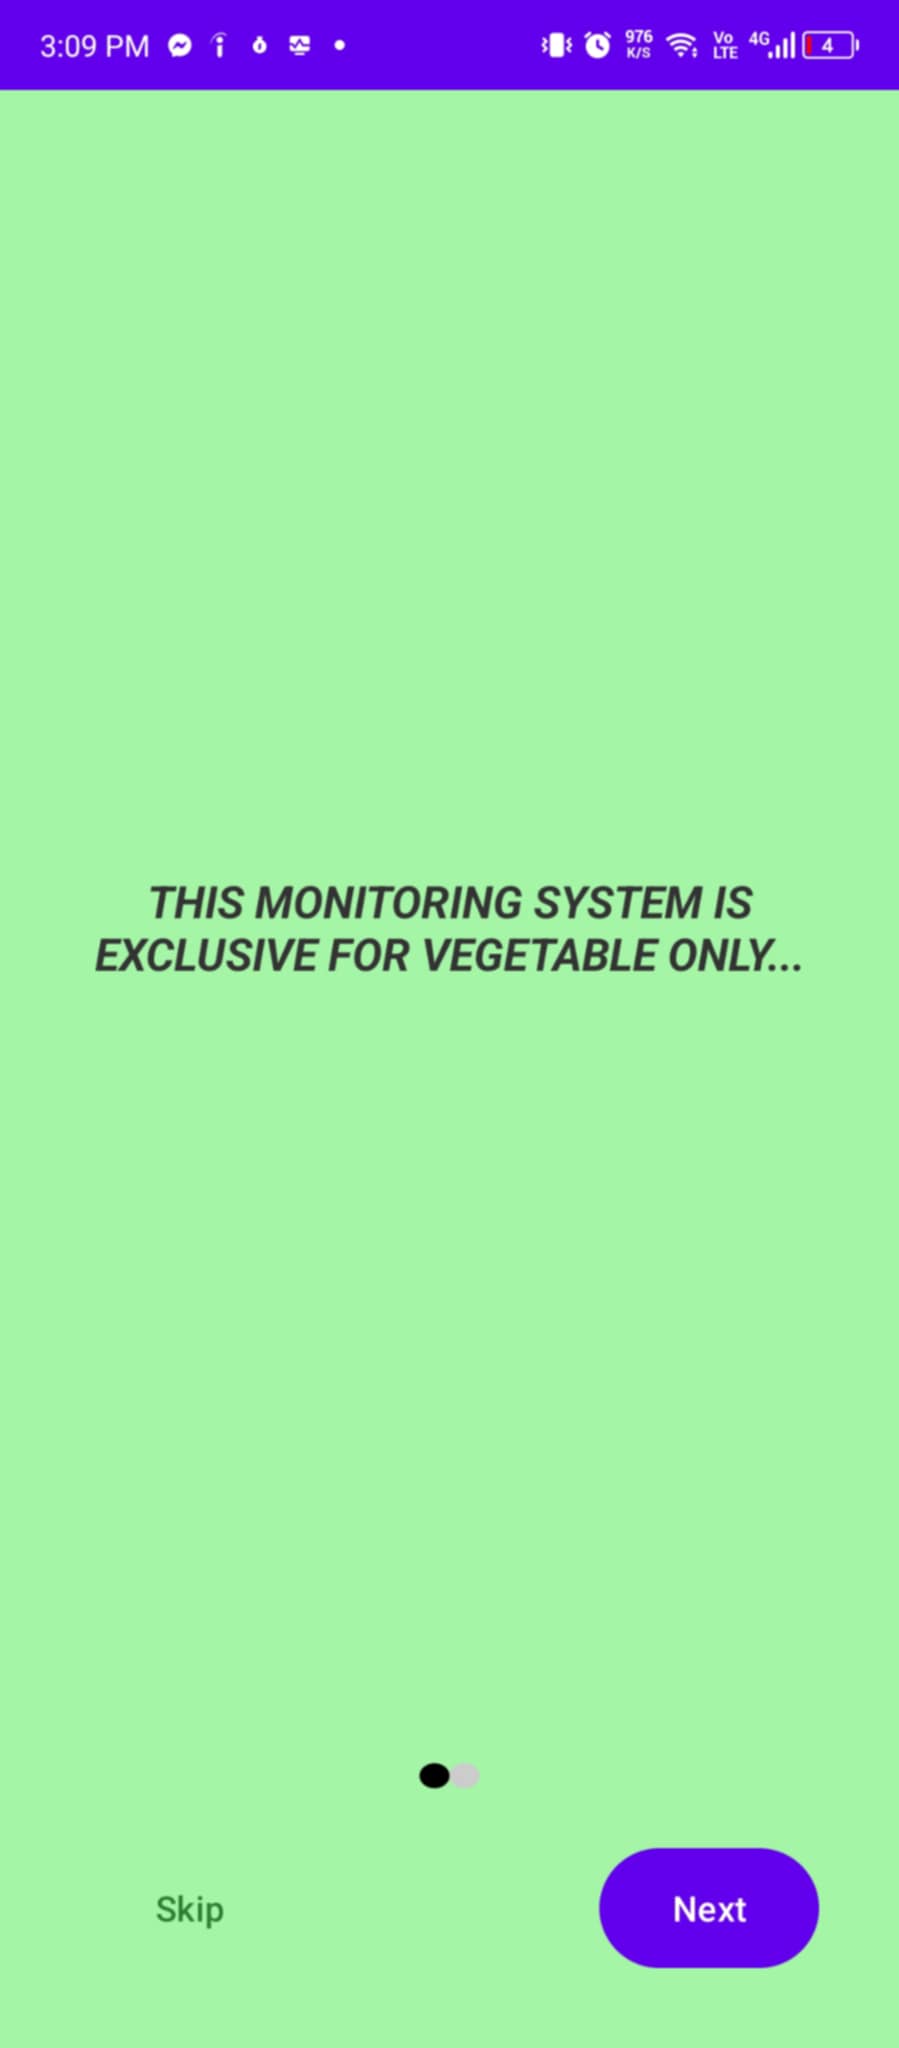 3:09 PM 976 K/S Vo LTE 4G 4
THIS MONITORING SYSTEM IS
EXCLUSIVE FOR VEGETABLE ONLY...
Skip Next